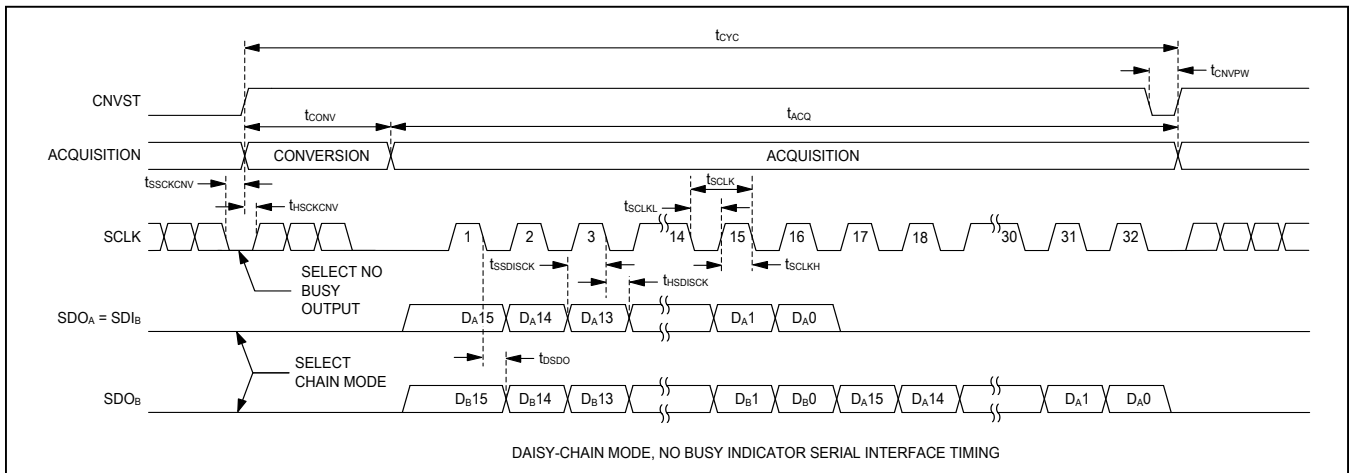 tCYC
tCNVPW
CNVST
tCONV
tACQ
ACQUISITION
CONVERSION
ACQUISITION
tSSCKCNV
tHSCKCNV
tSCLK
tSCLKL
SCLK
1 2 3 14 15 16 17 18 30 31 32
tSSDISCK
tHSDISCK
tSCLKH
SELECT NO
BUSY
OUTPUT
SDOA = SDIB
DA15 DA14 DA13 DA1 DA0
SELECT
CHAIN MODE
tDSDO
SDOB
DB15 DB14 DB13 DB1 DB0 DA15 DA14 DA1 DA0
DAISY-CHAIN MODE, NO BUSY INDICATOR SERIAL INTERFACE TIMING